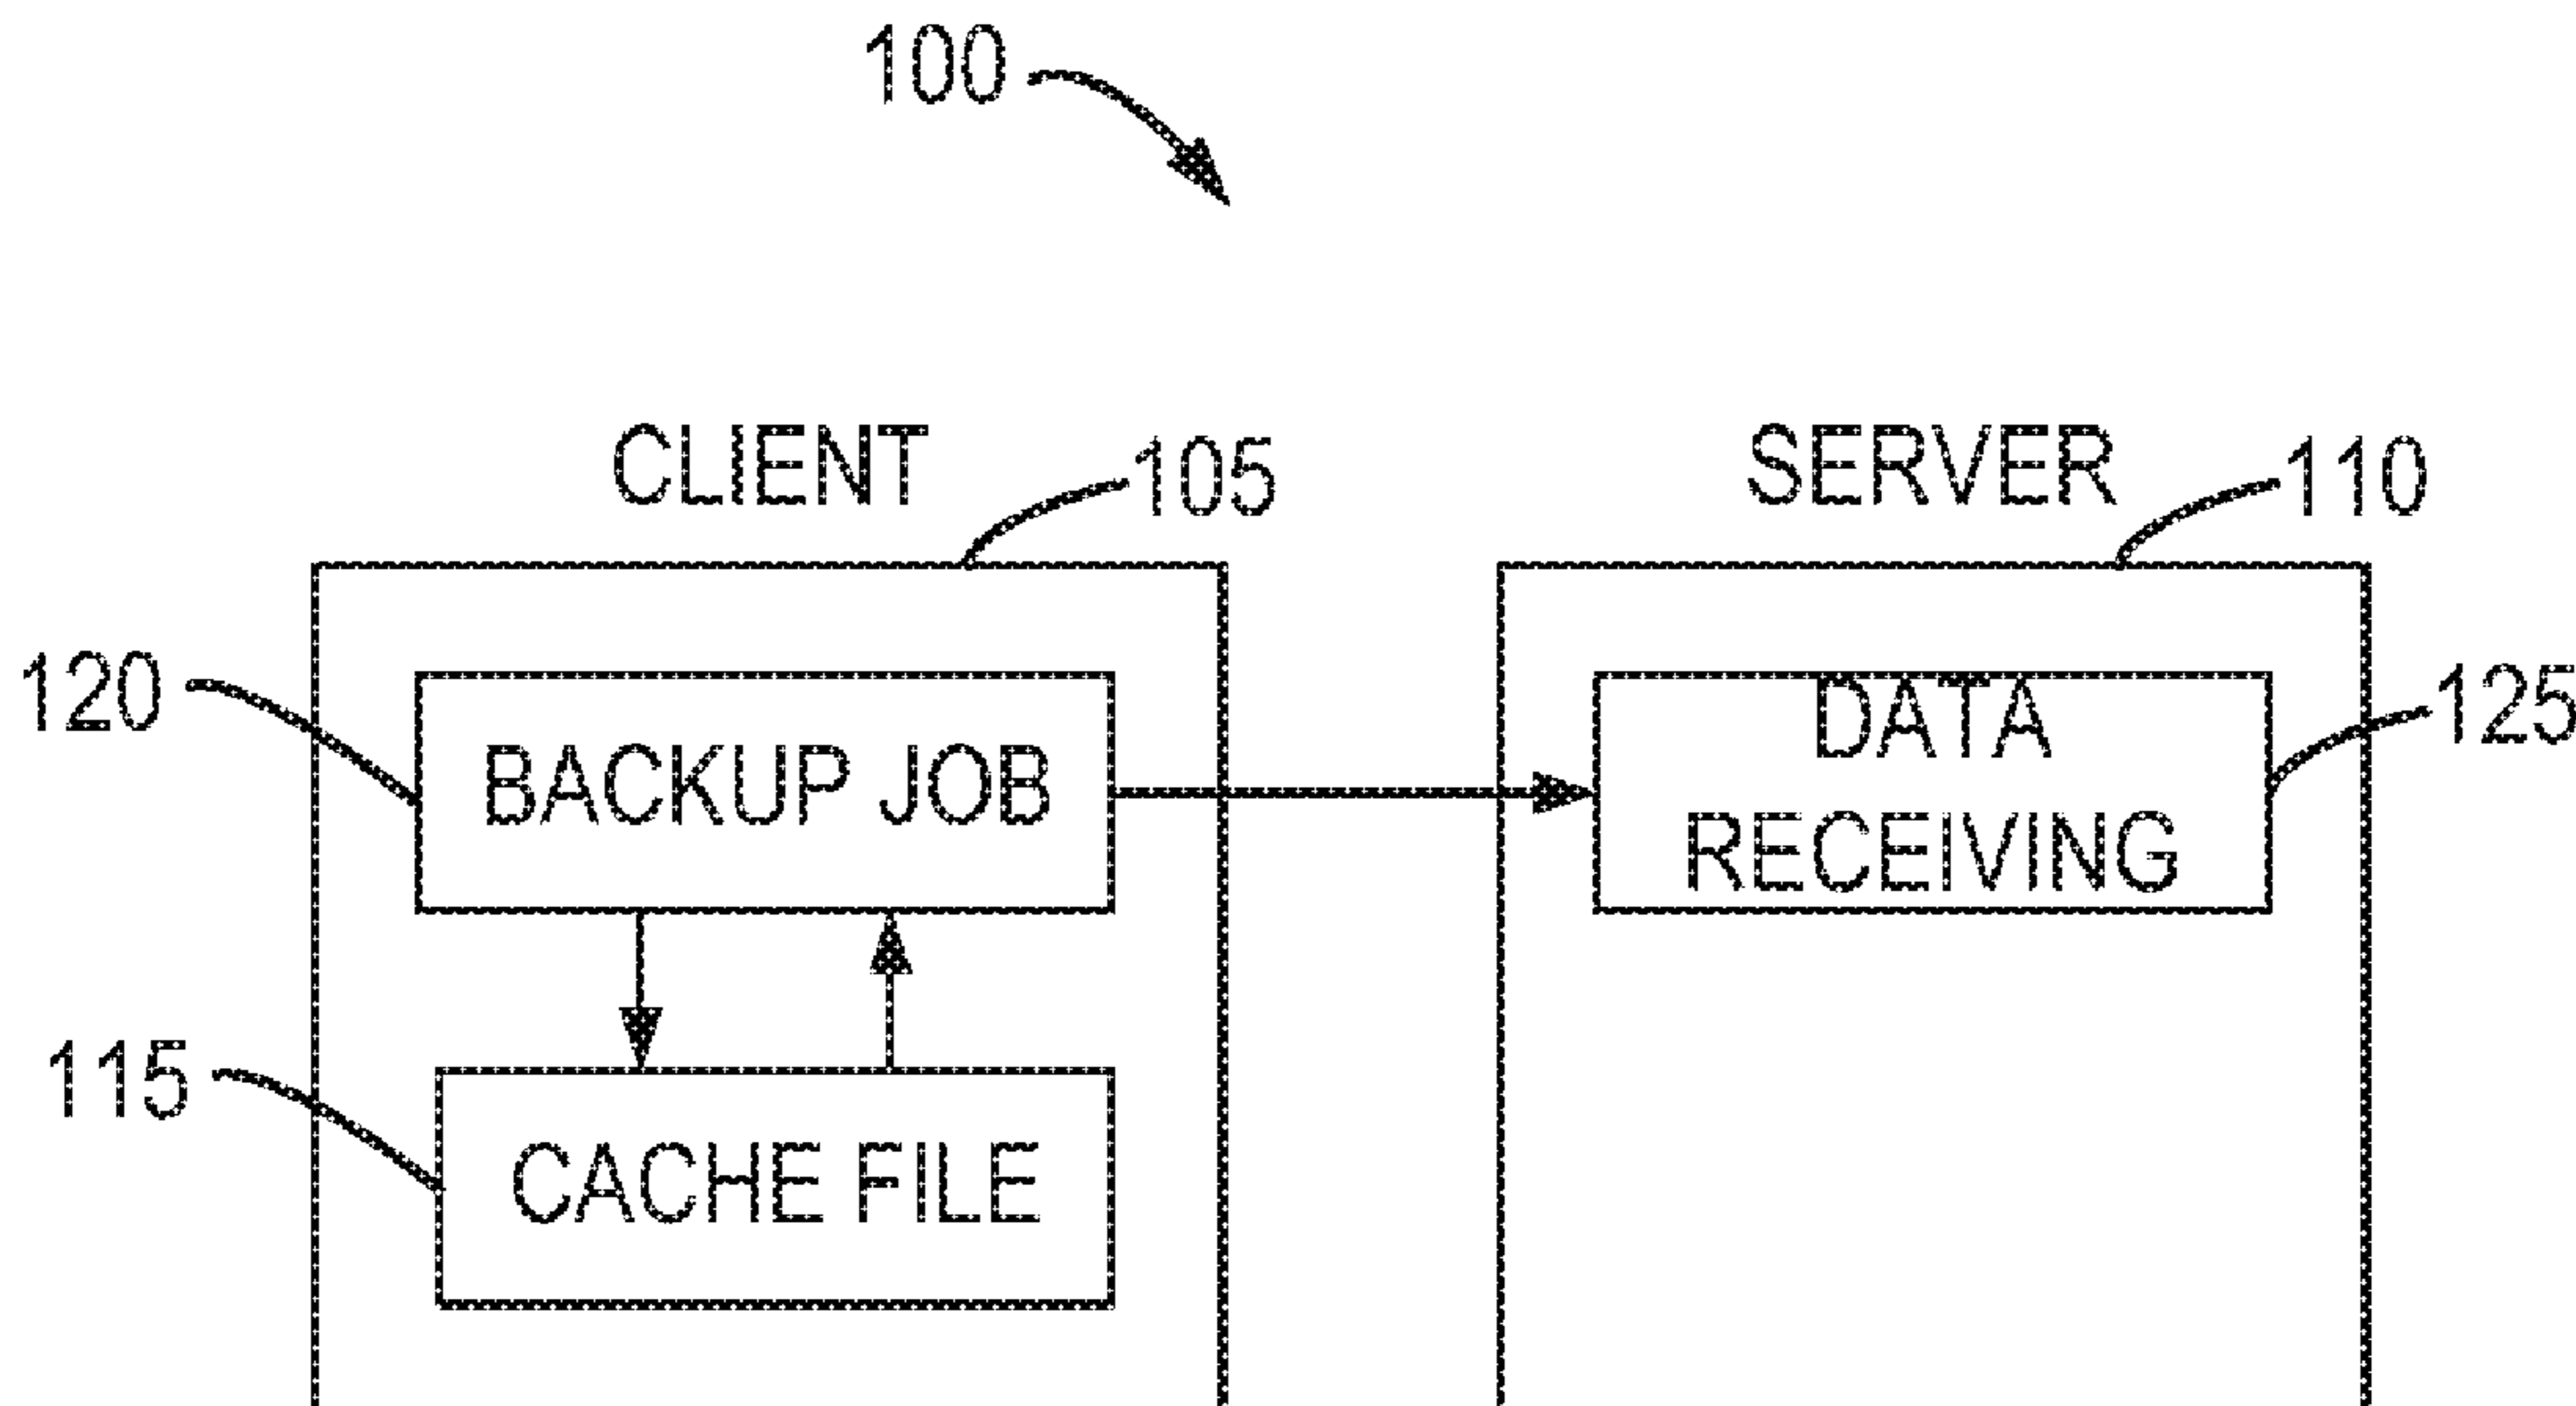 100
CLIENT
105
SERVER
110
120
BACKUP JOB
DATA
RECEIVING
125
115
CACHE FILE